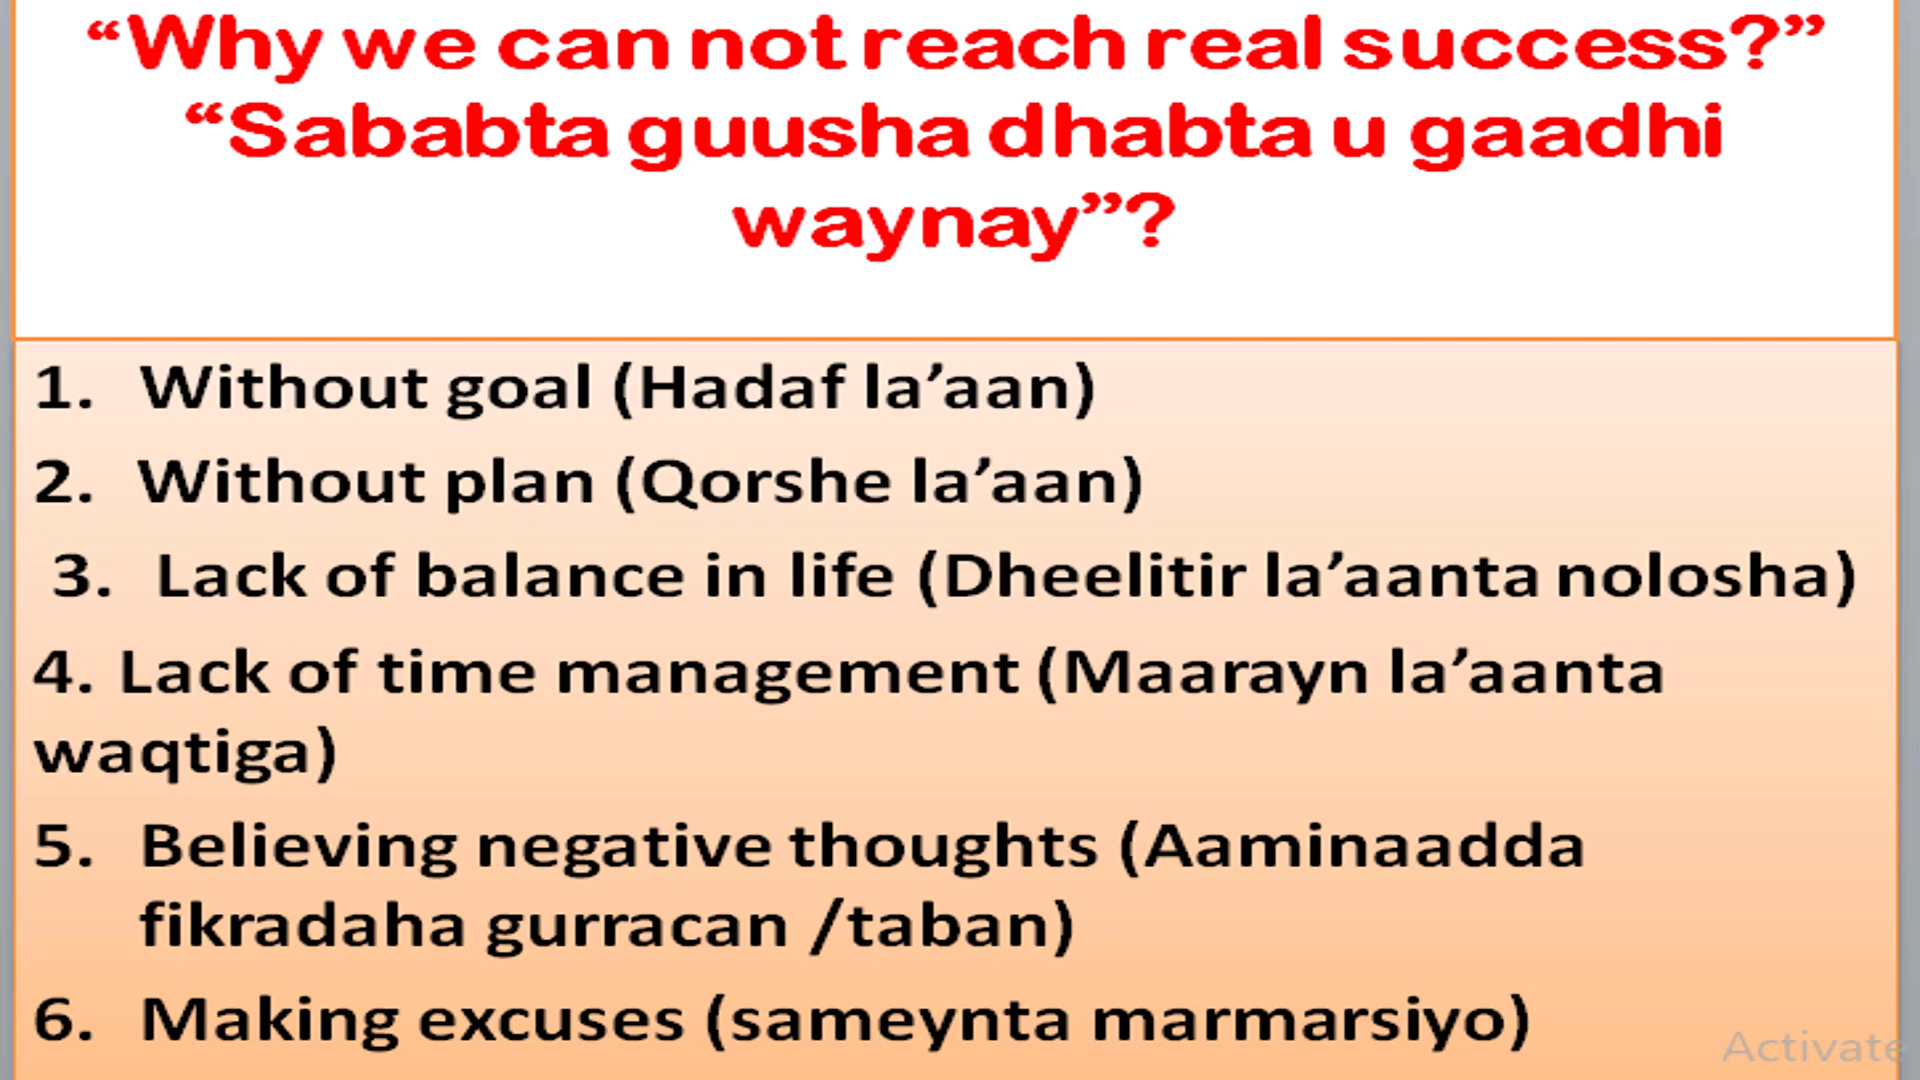 “Why we can not reach real success?”
“Sababta guusha dhabta u gaadhi
waynay”?
1. Without goal (Hadaf la’aan)
2. Without plan (Qorshe la’aan)
3. Lack of balance in life (Dheelitir la’aanta nolosha)
4. Lack of time management (Maarayn la’aanta
waqtiga)
5. Believing negative thoughts (Aaminaadda
fikradaha gurracan /taban)
6. Making excuses (sameynta marmarsiyo)
Activate